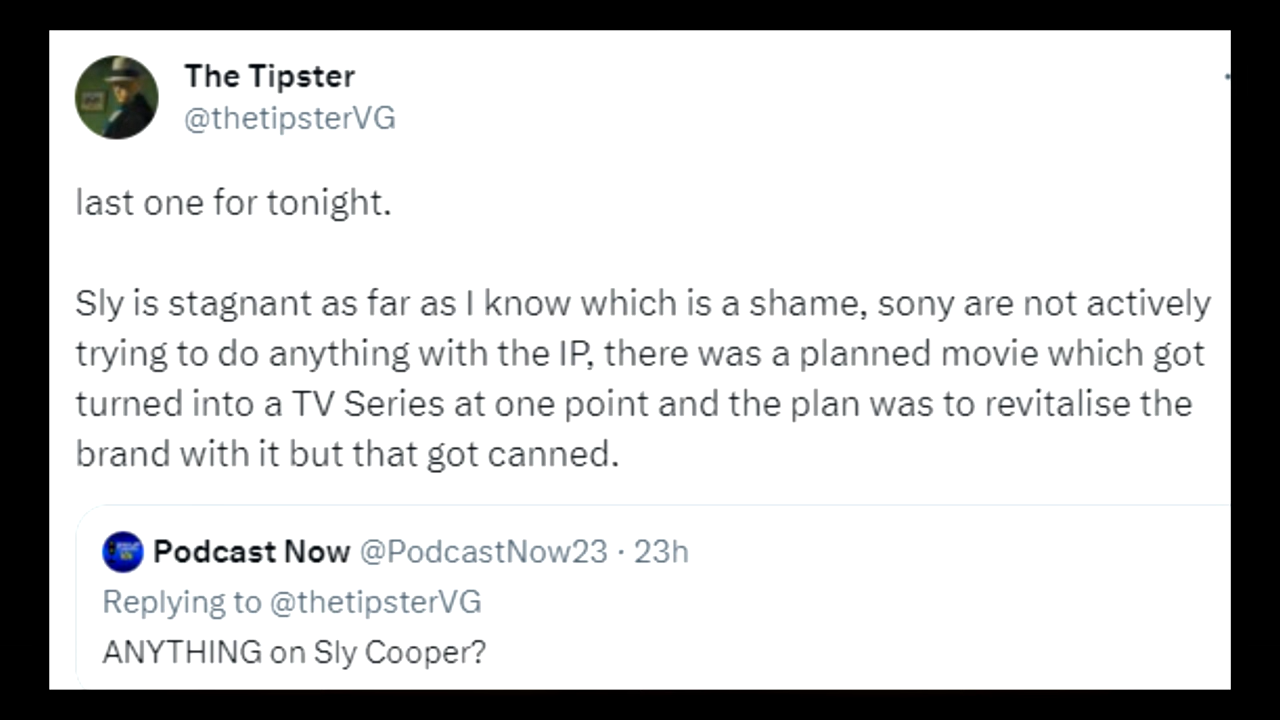 The Tipster
@thetipsterVG
last one for tonight.
Sly is stagnant as far as I know which is a shame, sony are not actively
trying to do anything with the IP, there was a planned movie which got
turned into a TV Series at one point and the plan was to revitalise the
brand with it but that got canned.
Podcast Now @PodcastNow23 · 23h
Replying to @thetipsterVG
ANYTHING on Sly Cooper?